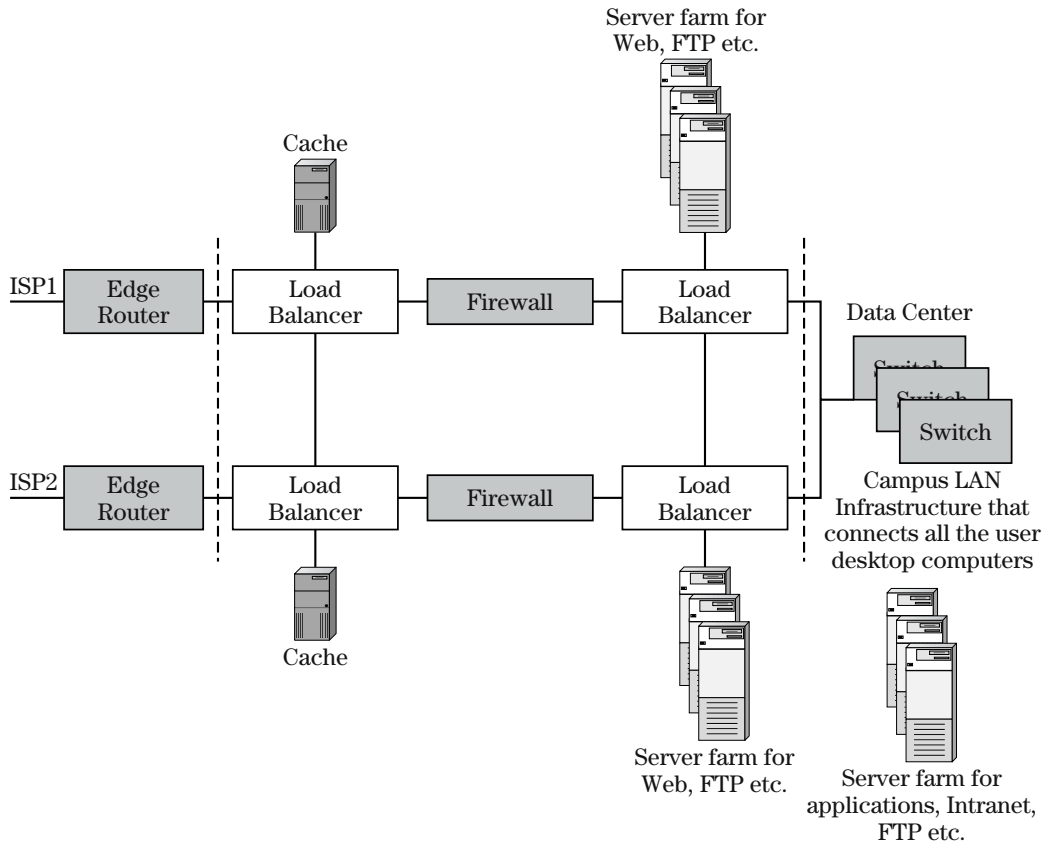 Server farm for
Web, FTP etc.
Cache
ISP1
Edge
Router
Load
Balancer
Firewall
Load
Balancer
Data Center
Switch
Switch
Switch
ISP2
Edge
Router
Load
Balancer
Firewall
Load
Balancer
Campus LAN
Infrastructure that
connects all the user
desktop computers
Cache
Server farm for
Web, FTP etc.
Server farm for
applications, Intranet,
FTP etc.